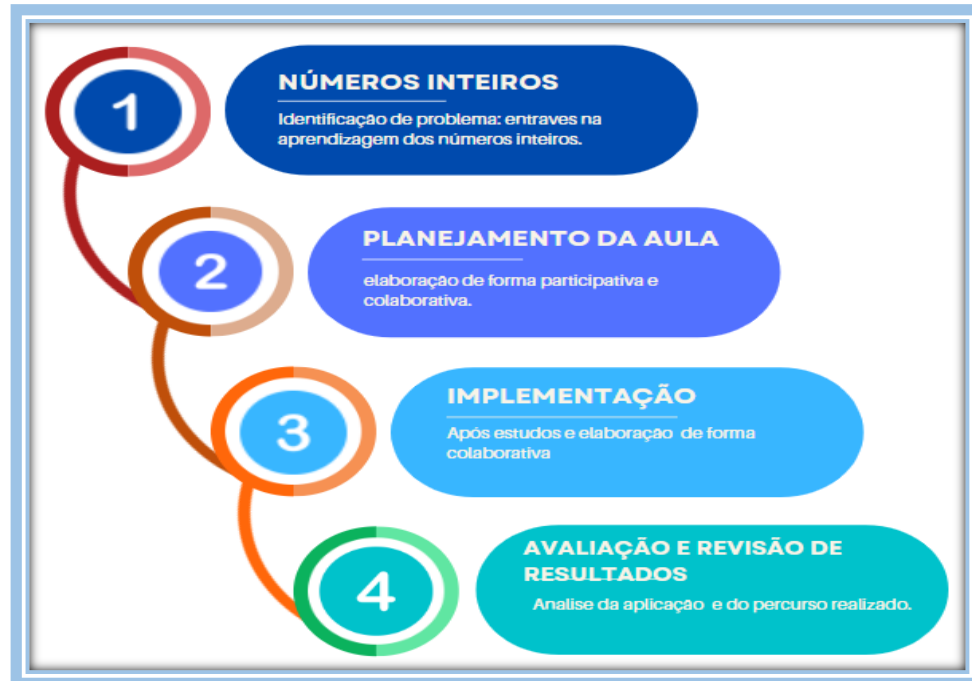 1
NÚMEROS INTEIROS
Identificação de problema: entraves na
aprendizagem dos números inteiros.
2
PLANEJAMENTO DA AULA
elaboração de forma participativa e
colaborativa.
3
IMPLEMENTAÇÃO
Após estudos e elaboração de forma
colaborativa
4
AVALIAÇÃO E REVISÃO DE
RESULTADOS
Analise da aplicação e do percurso realizado.